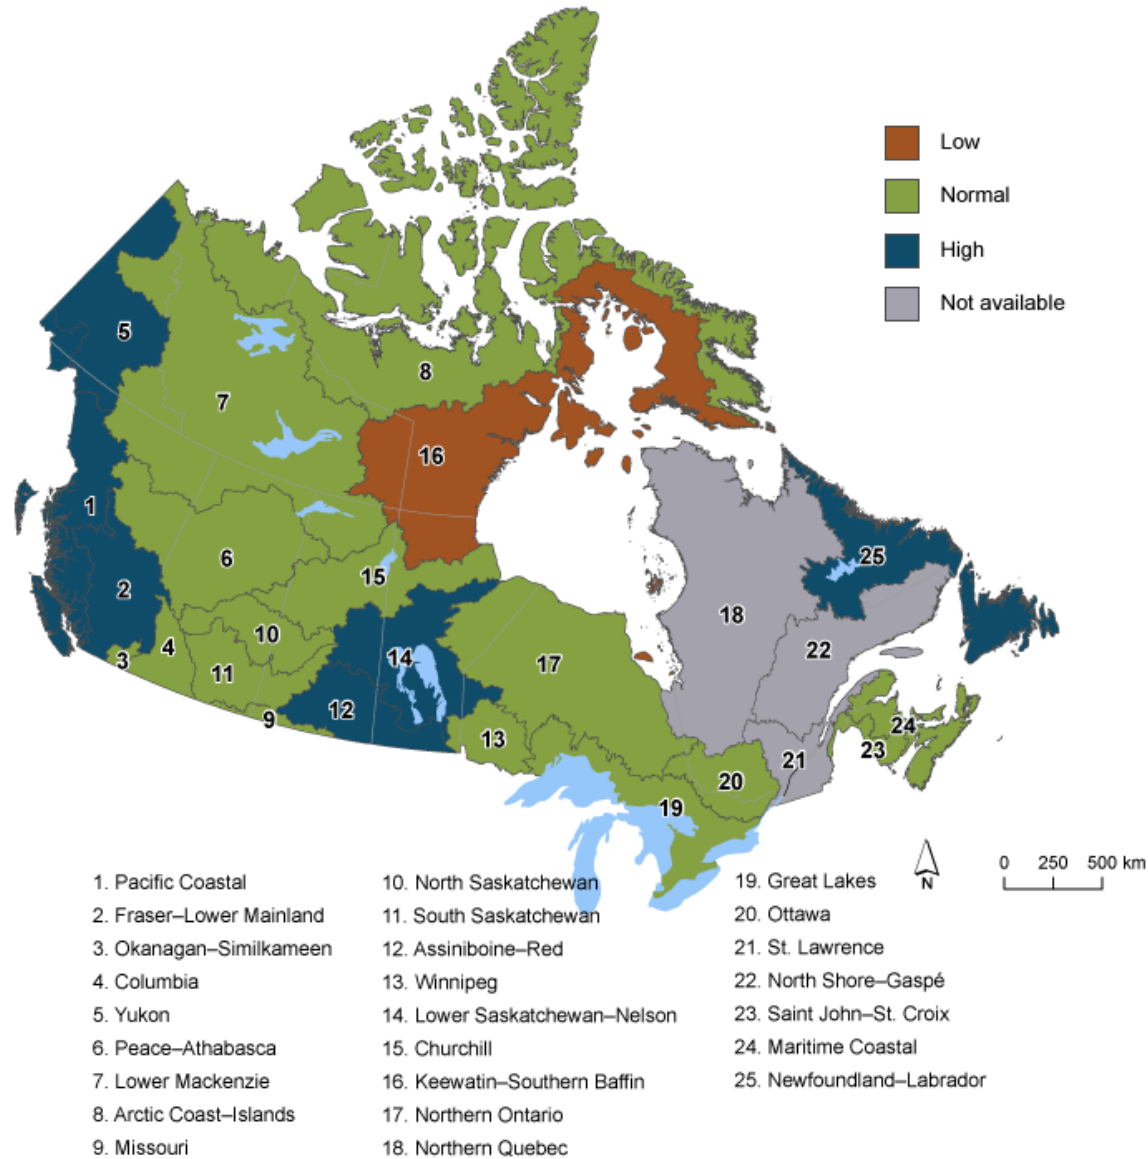 Low
Normal
High
Not available
5
8
7
16
1
25
6
15
2
18
10
4
22
14
3
11
17
12
9
24
13
23
21
20
19
N
0 250 500 km
1. Pacific Coastal
2. Fraser–Lower Mainland
3. Okanagan–Similkameen
4. Columbia
5. Yukon
6. Peace–Athabasca
7. Lower Mackenzie
8. Arctic Coast–Islands
9. Missouri
10. North Saskatchewan
11. South Saskatchewan
12. Assiniboine–Red
13. Winnipeg
14. Lower Saskatchewan–Nelson
15. Churchill
16. Keewatin–Southern Baffin
17. Northern Ontario
18. Northern Quebec
19. Great Lakes
20. Ottawa
21. St. Lawrence
22. North Shore–Gaspé
23. Saint John–St. Croix
24. Maritime Coastal
25. Newfoundland–Labrador